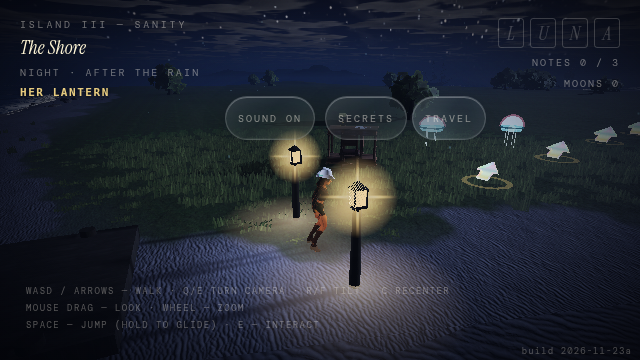 ISLAND III — SANITY
The Shore
NIGHT · AFTER THE RAIN
HER LANTERN
L U N A
NOTES 0 / 3
MOONS 0
SOUND ON
SECRETS
TRAVEL
WASD / ARROWS — WALK · Q/E TURN CAMERA · R/F TILT · C RECENTER
MOUSE DRAG — LOOK · WHEEL — ZOOM
SPACE — JUMP (HOLD TO GLIDE) · E — INTERACT
build 2026-11-23a